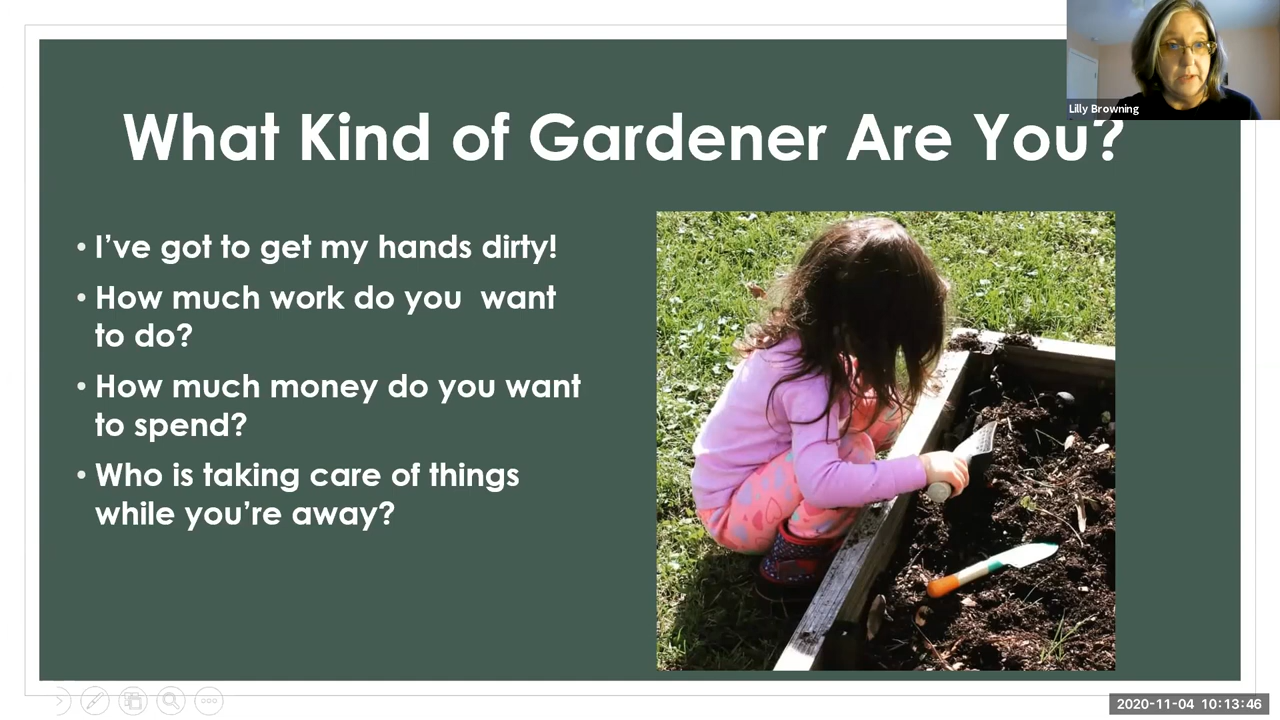 Lilly Browning
What Kind of Gardener Are You?
• I've got to get my hands dirty!
• How much work do you  want
to do?
• How much money do you want
to spend?
• Who is taking care of things
while you're away?
2020-11-04 10:13:46